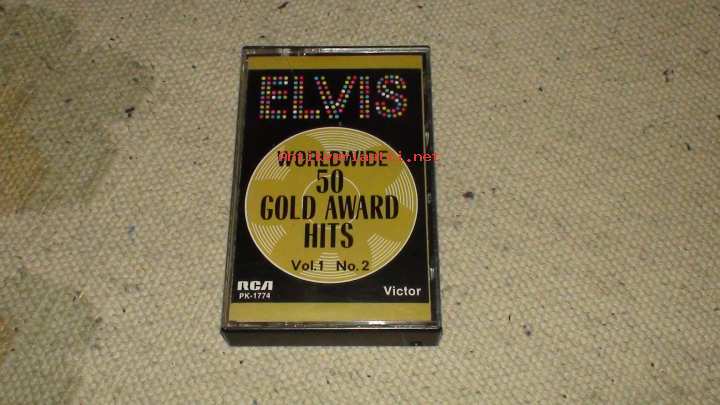 ELVIS
WORLDWIDE
50
GOLD AWARD
HITS
Vol.1 No.2
RCA
PK-1774
Victor